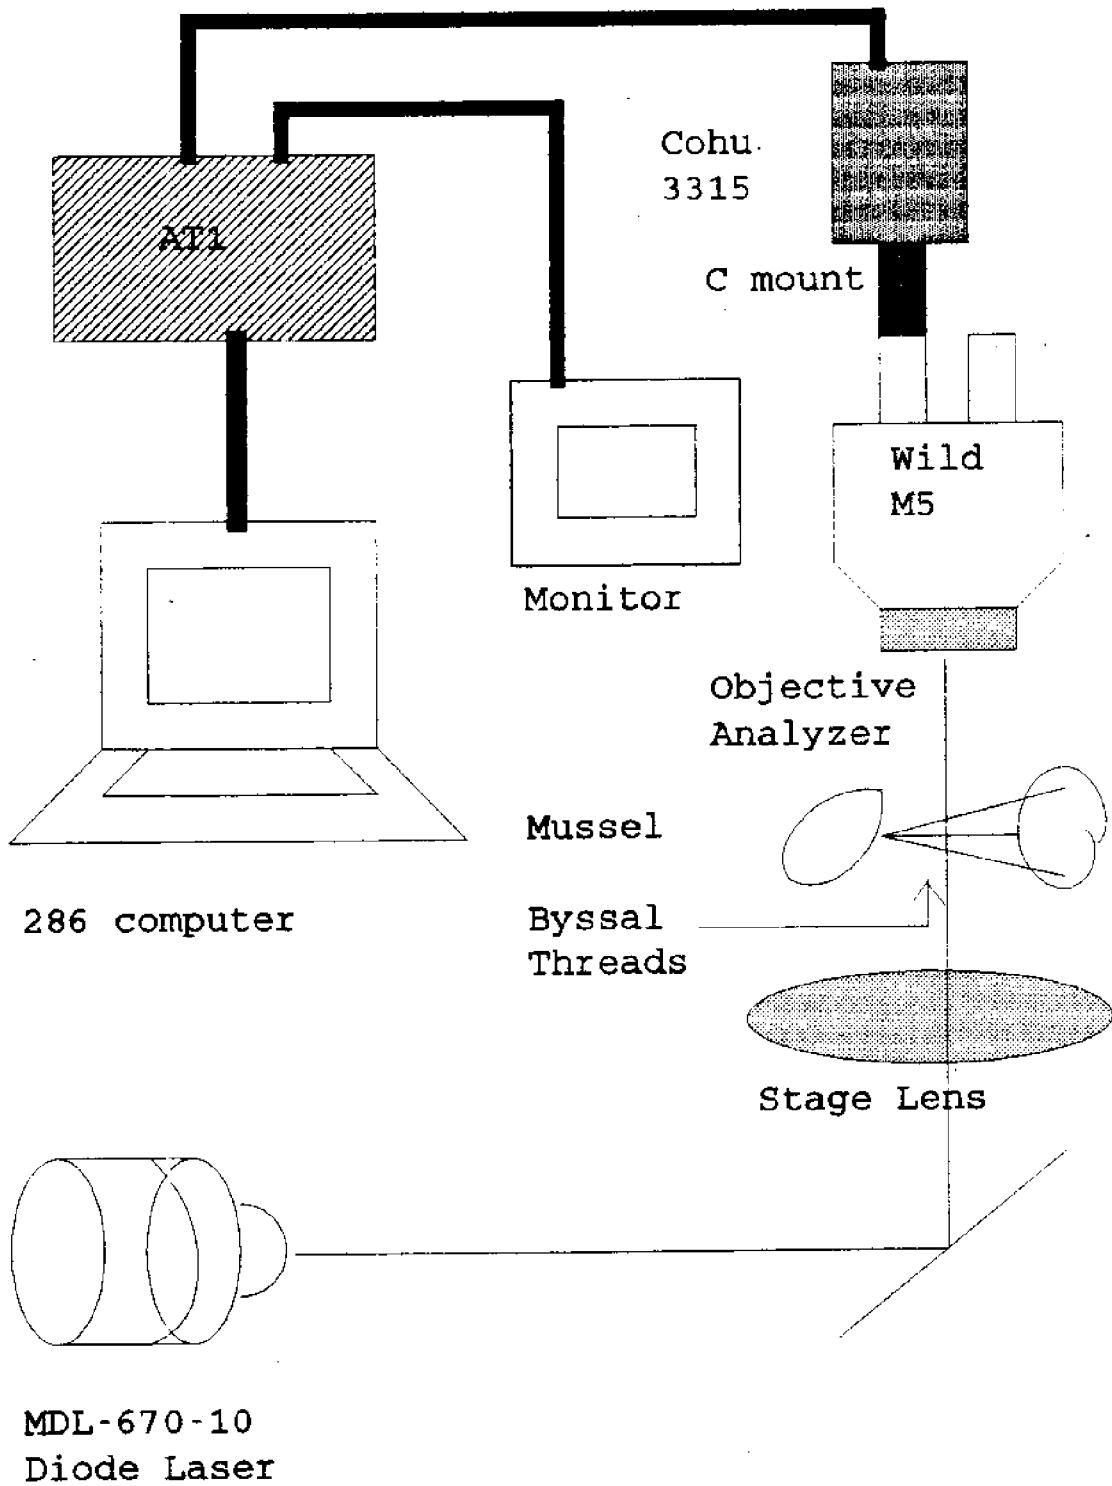 Cohu
3315
AT1
C mount
Wild
M5
Monitor
Objective
Analyzer
Mussel
286 computer
Byssal
Threads
Stage Lens
MDL-670-10
Diode Laser